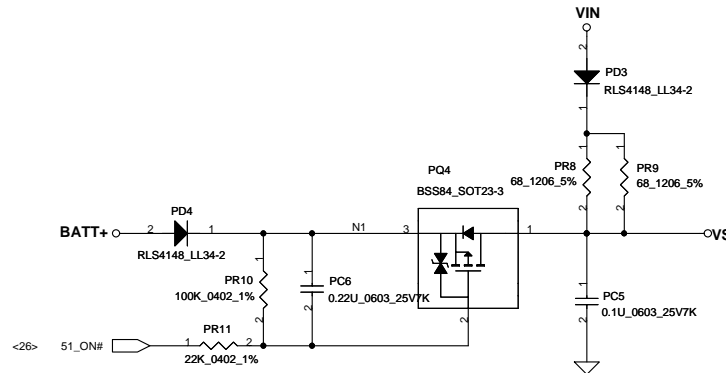 VIN
2
PD3
RLS4148_LL34-2
1
1
1
PR8
68_1206_5%
PR9
68_1206_5%
2
2
PQ4
BSS84_SOT23-3
PD4
BATT+
2
1
N1
3
1
VS
RLS4148_LL34-2
1
PR10
100K_0402_1%
2
1
PC6
0.22U_0603_25V7K
2
1
PC5
0.1U_0603_25V7K
2
2
PR11
<26>
51_ON#
1
2
22K_0402_1%